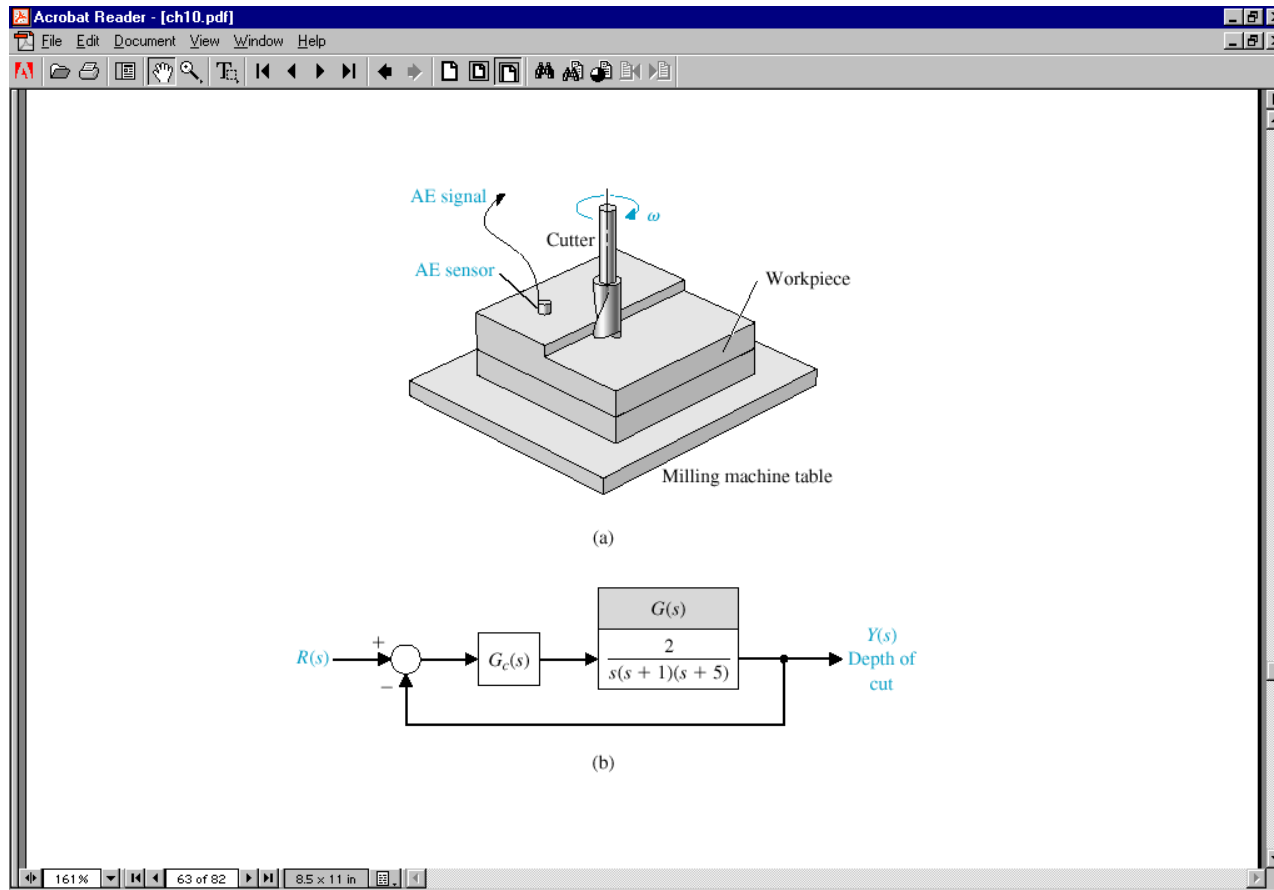 Acrobat Reader - [ch10.pdf]
File Edit Document View Window Help
AE signal
ω
Cutter
AE sensor
Workpiece
Milling machine table
(a)
G(s)
2
s(s + 1)(s + 5)
R(s)
+
−
Gc(s)
Y(s)
Depth of
cut
(b)
161% 63 of 82 8.5 x 11 in